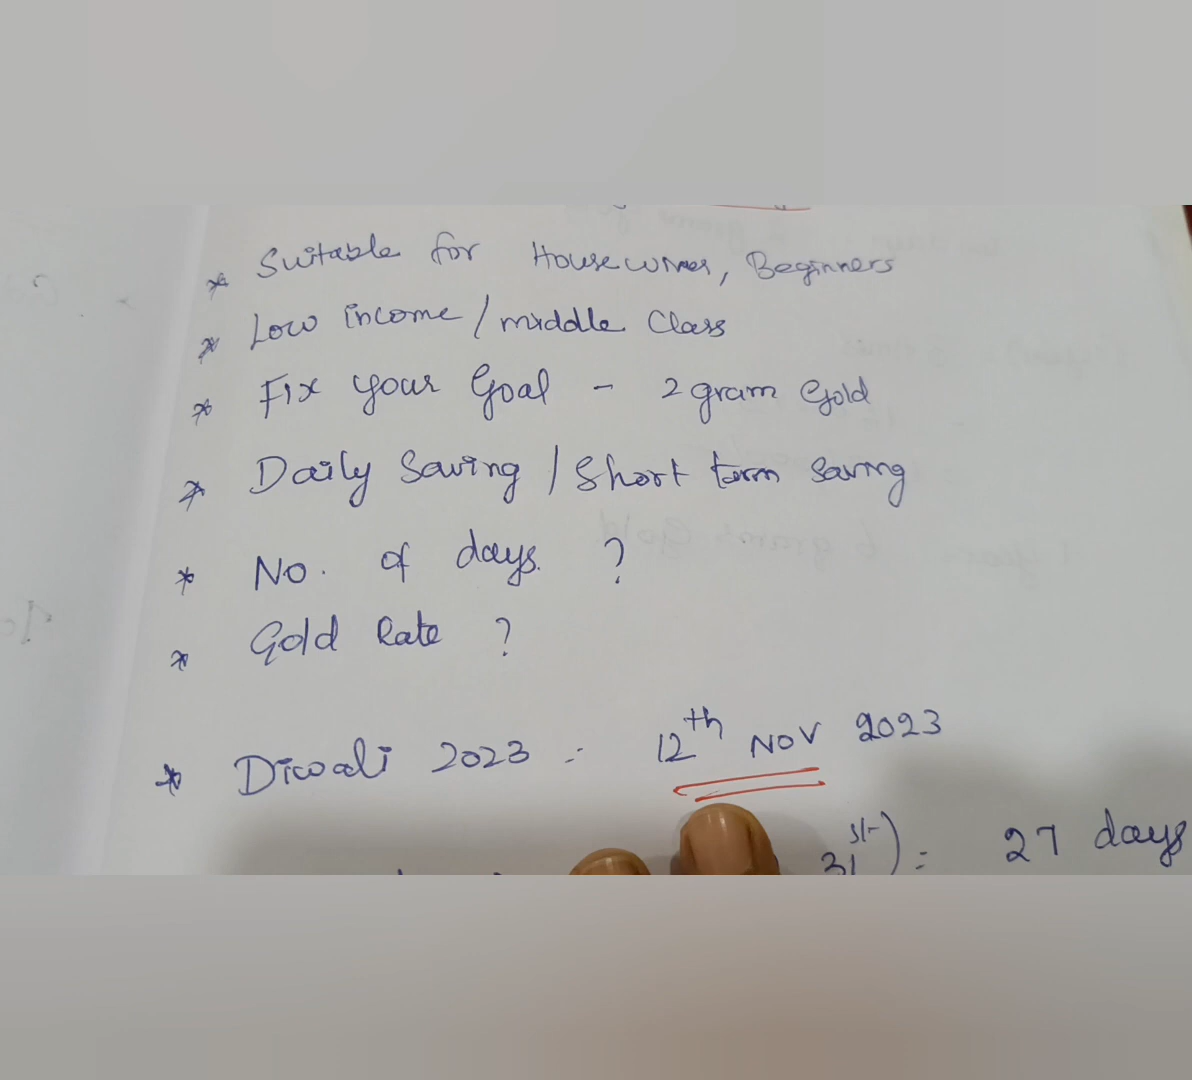 * Suitable for Housewives, Beginners
* Low income / middle Class
* Fix your Goal - 2 gram Gold
* Daily Saving / Short term Saving
* No. of days. ?
* Gold Rate ?
* Diwali 2023 - 12th NOV 2023
31st) = 27 days